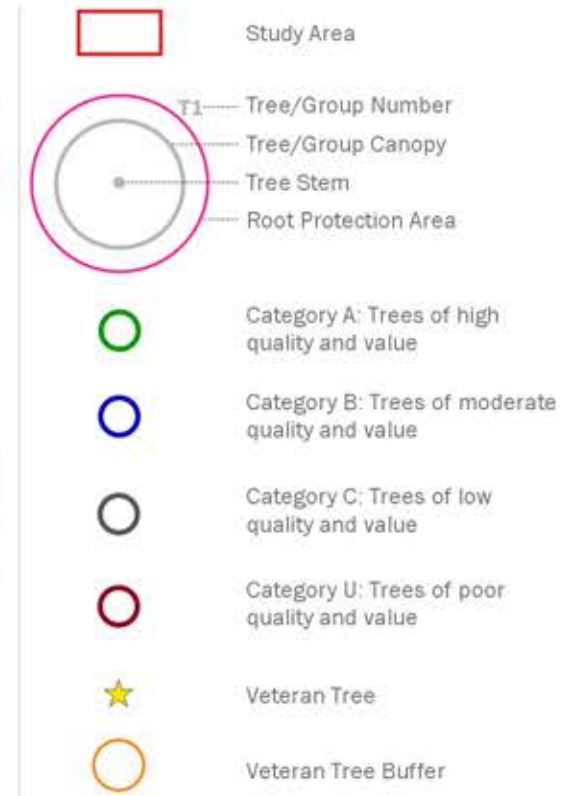 Study Area
T1
Tree/Group Number
Tree/Group Canopy
Tree Stem
Root Protection Area
Category A: Trees of high
quality and value
Category B: Trees of moderate
quality and value
Category C: Trees of low
quality and value
Category U: Trees of poor
quality and value
Veteran Tree
Veteran Tree Buffer